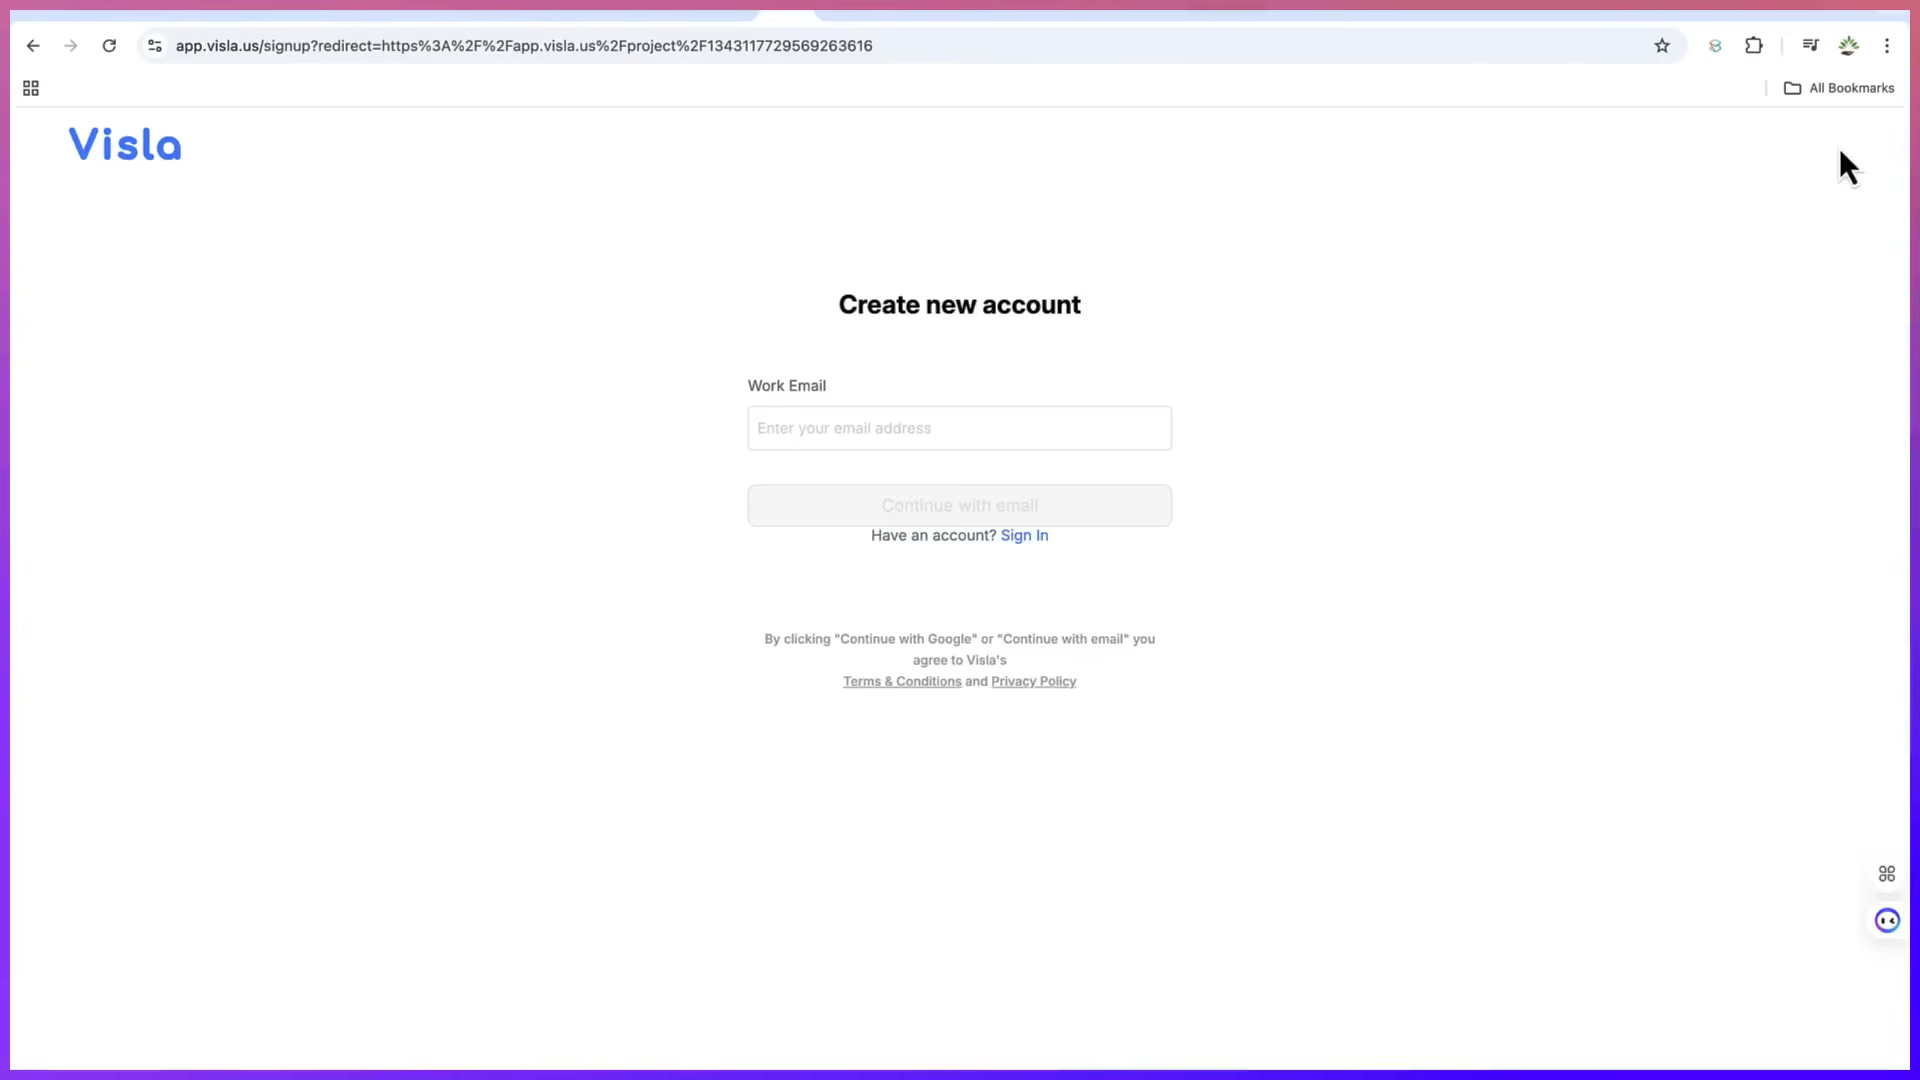 app.visla.us/signup?redirect=https%3A%2F%2Fapp.visla.us%2Fproject%2F1343117729569263616
All Bookmarks
Visla
Create new account
Work Email
Enter your email address
Continue with email
Have an account? Sign In
By clicking "Continue with Google" or "Continue with email" you
agree to Visla's
Terms & Conditions and Privacy Policy